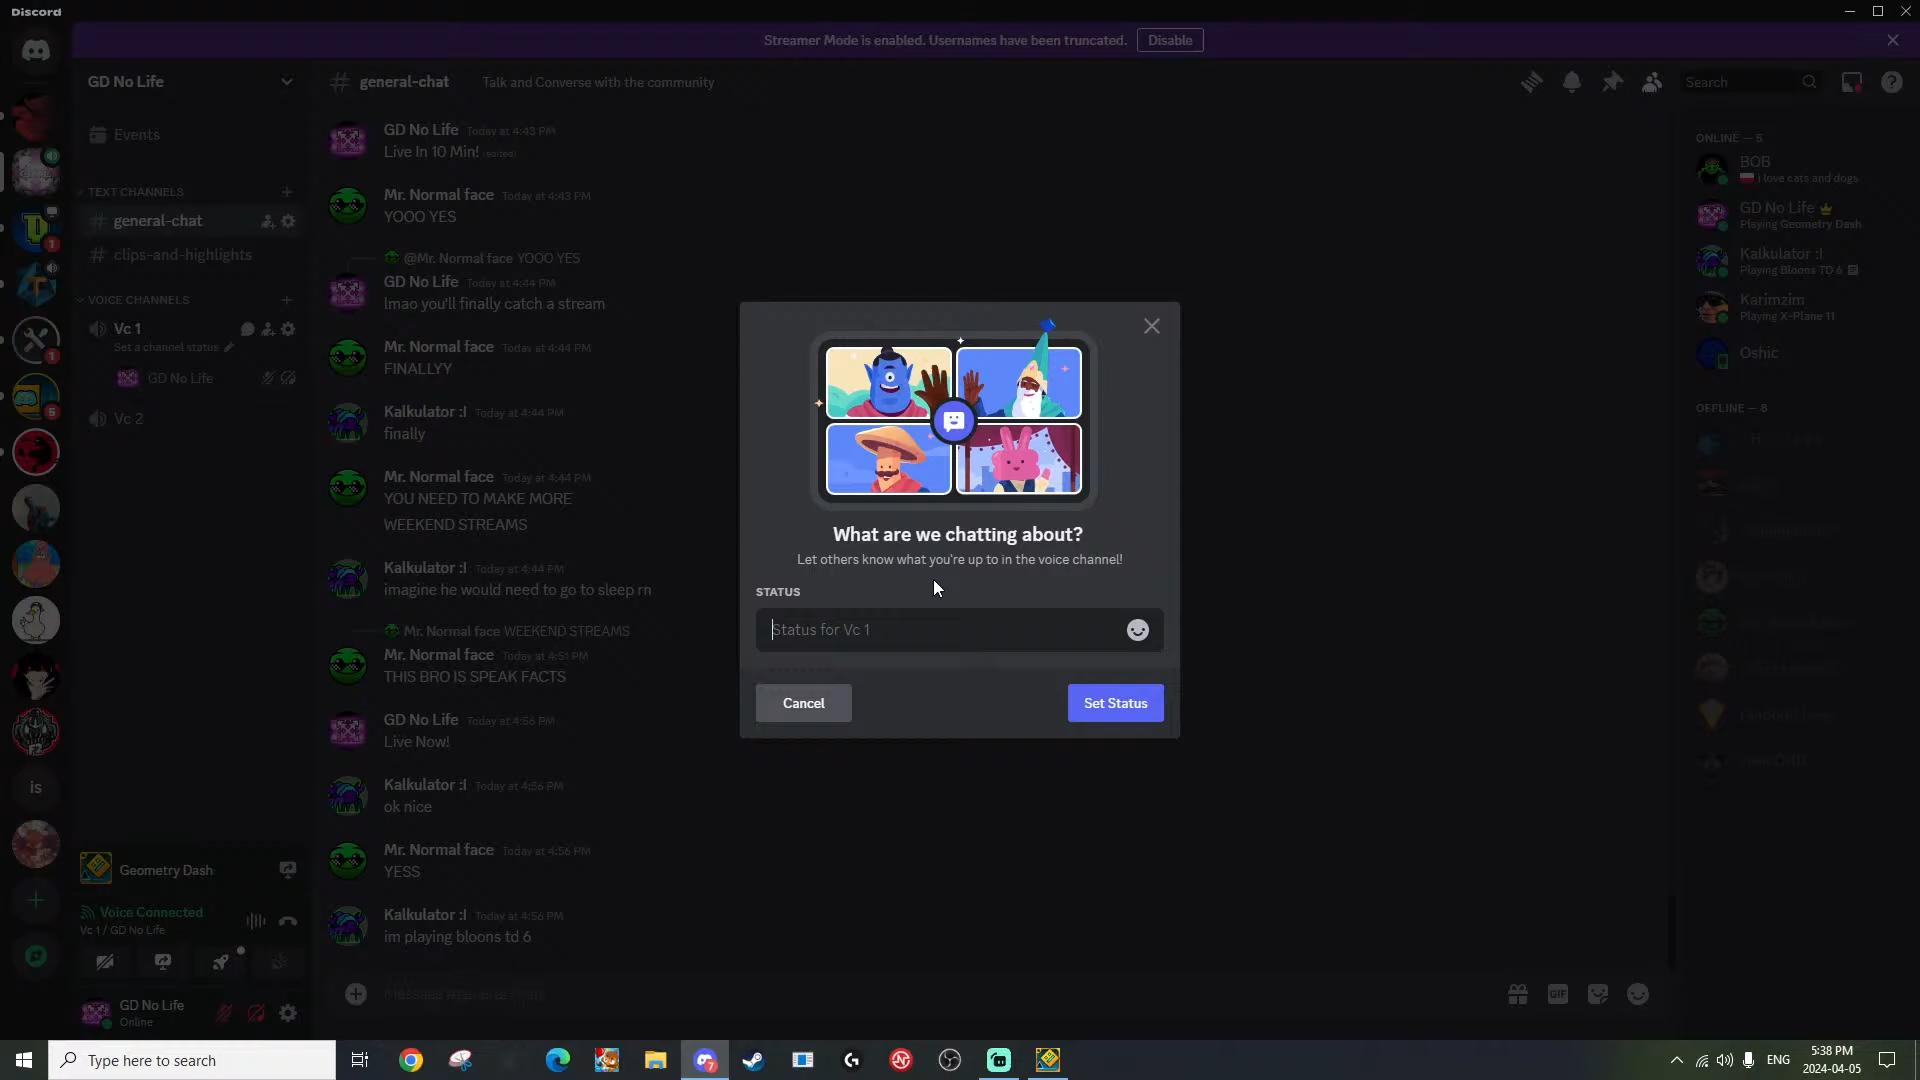 Discord
Streamer Mode is enabled. Usernames have been truncated.
Disable
GD No Life
general-chat
Talk and Converse with the community
Search
Events
TEXT CHANNELS
general-chat
clips-and-highlights
VOICE CHANNELS
Vc 1
Set a channel status
GD No Life
Vc 2
1
1
6
is
GD No Life Today at 4:43 PM
Live In 10 Min! (edited)
Mr. Normal face Today at 4:43 PM
YOOO YES
@Mr. Normal face YOOO YES
GD No Life Today at 4:44 PM
lmao you'll finally catch a stream
Mr. Normal face Today at 4:44 PM
FINALLYY
Kalkulator :I Today at 4:44 PM
finally
Mr. Normal face Today at 4:44 PM
YOU NEED TO MAKE MORE
WEEKEND STREAMS
Kalkulator :I Today at 4:44 PM
imagine he would need to go to sleep rn
Mr. Normal face WEEKEND STREAMS
Mr. Normal face Today at 4:51 PM
THIS BRO IS SPEAK FACTS
GD No Life Today at 4:56 PM
Live Now!
Kalkulator :I Today at 4:56 PM
ok nice
Mr. Normal face Today at 4:56 PM
YESS
Kalkulator :I Today at 4:56 PM
im playing bloons td 6
What are we chatting about?
Let others know what you're up to in the voice channel!
STATUS
Status for Vc 1
Cancel
Set Status
ONLINE — 5
BOB
i love cats and dogs
GD No Life
Playing Geometry Dash
Kalkulator :I
Playing Bloons TD 6
Karimzim
Playing X-Plane 11
Oshic
OFFLINE — 8
Geometry Dash
Voice Connected
Vc 1 / GD No Life
GD No Life
Online
GIF
Type here to search
7
ENG
5:38 PM
2024-04-05